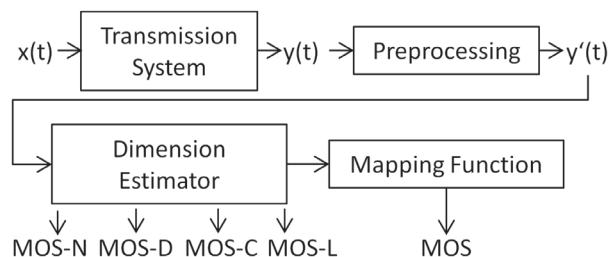 x(t)
Transmission
System
y(t)
Preprocessing
y‘(t)
Dimension
Estimator
Mapping Function
MOS-N MOS-D MOS-C MOS-L
MOS